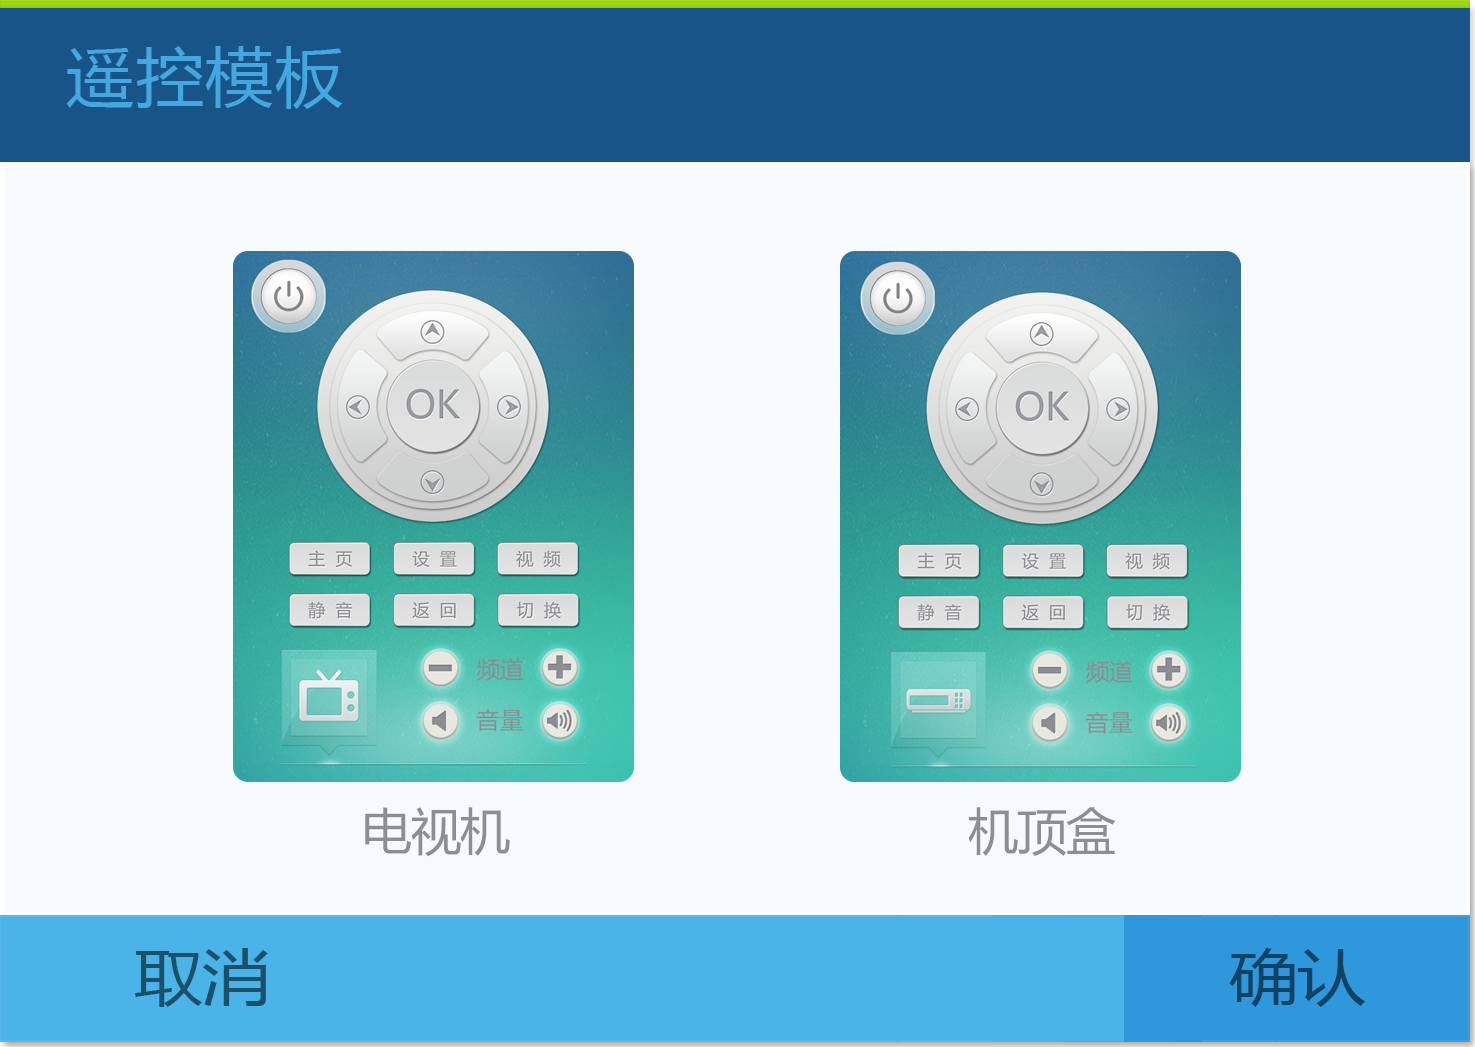 遥控模板
OK
主页 设置 视频
静音 返回 切换
频道
音量
电视机
OK
主页 设置 视频
静音 返回 切换
频道
音量
机顶盒
取消 确认